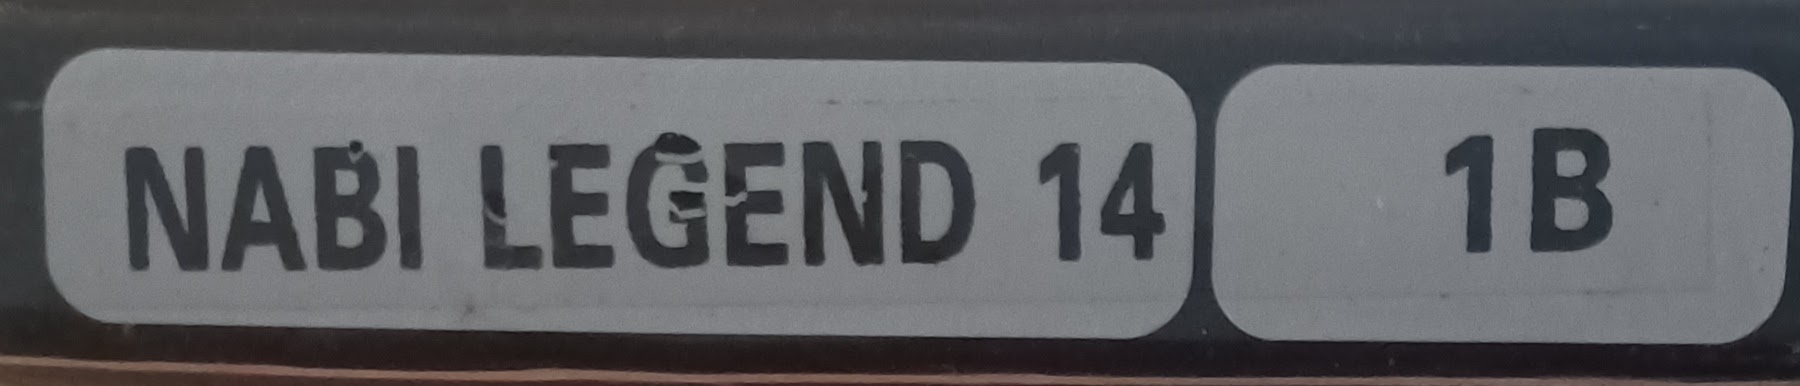 NABI LEGEND 14 1B